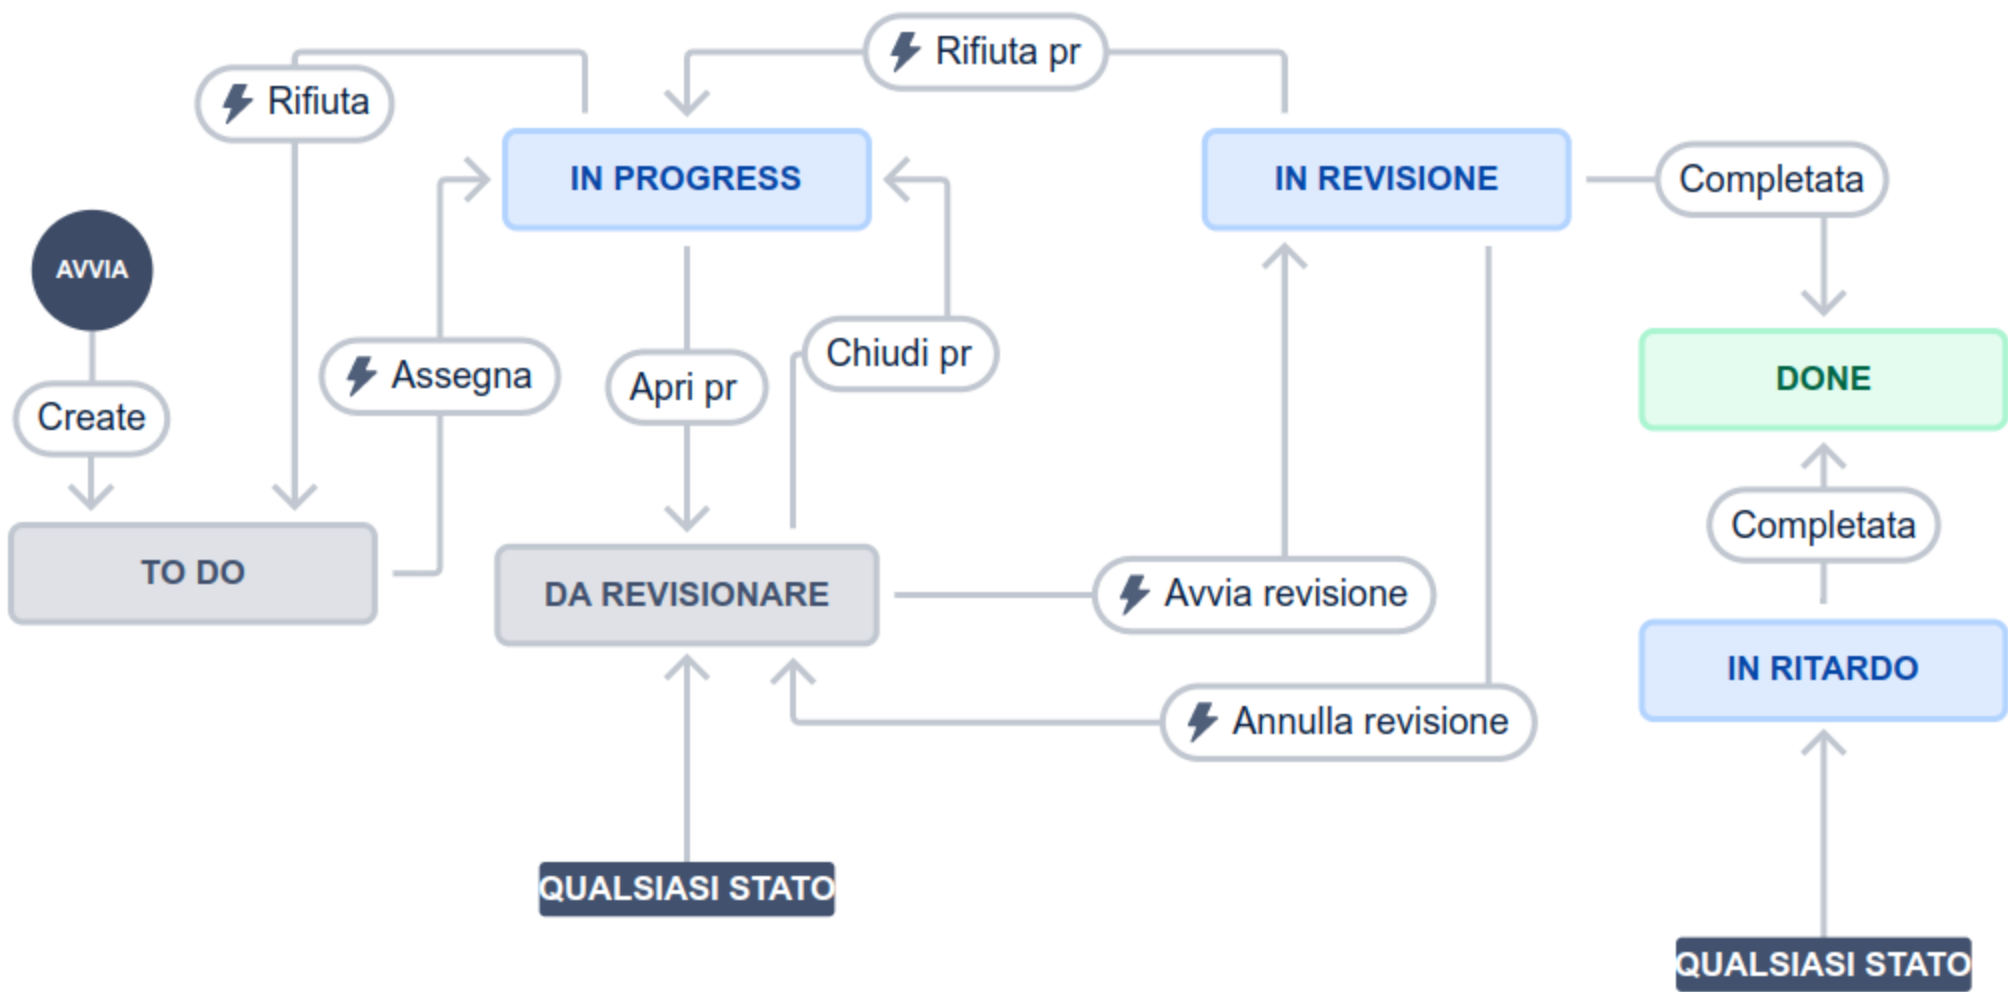 Rifiuta pr
Rifiuta
IN PROGRESS
IN REVISIONE
Completata
AVVIA
Create
Assegna
Apri pr
Chiudi pr
DONE
Completata
TO DO
DA REVISIONARE
Avvia revisione
IN RITARDO
Annulla revisione
QUALSIASI STATO
QUALSIASI STATO